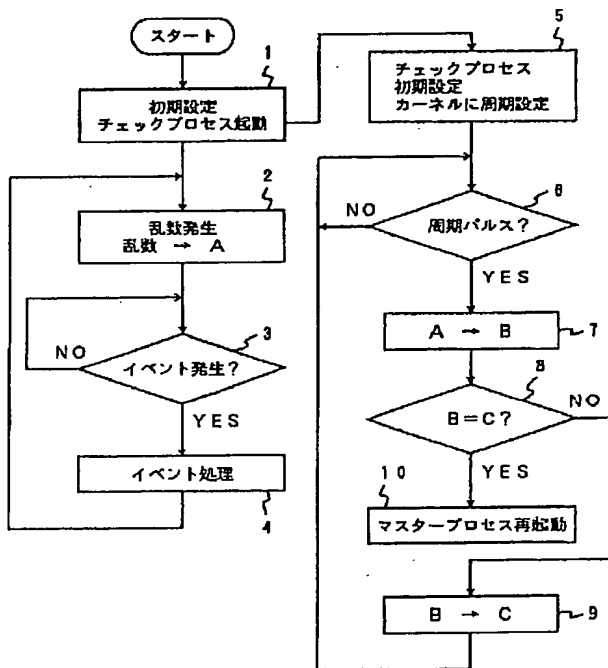 スタート
1
初期設定
チェックプロセス起動
2
乱数発生
乱数 → A
3
イベント発生?
NO
YES
イベント処理
4
5
チェックプロセス
初期設定
カーネルに周期設定
6
周期パルス?
NO
YES
A → B
7
8
B=C?
NO
YES
10
マスタープロセス再起動
B → C
9